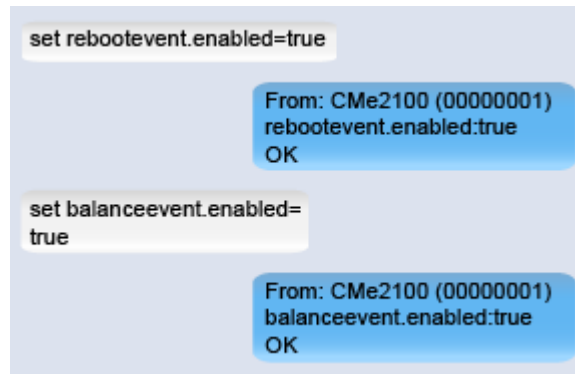 set rebootevent.enabled=true
From: CMe2100 (00000001)
rebootevent.enabled:true
OK
set balanceevent.enabled=
true
From: CMe2100 (00000001)
balanceevent.enabled:true
OK